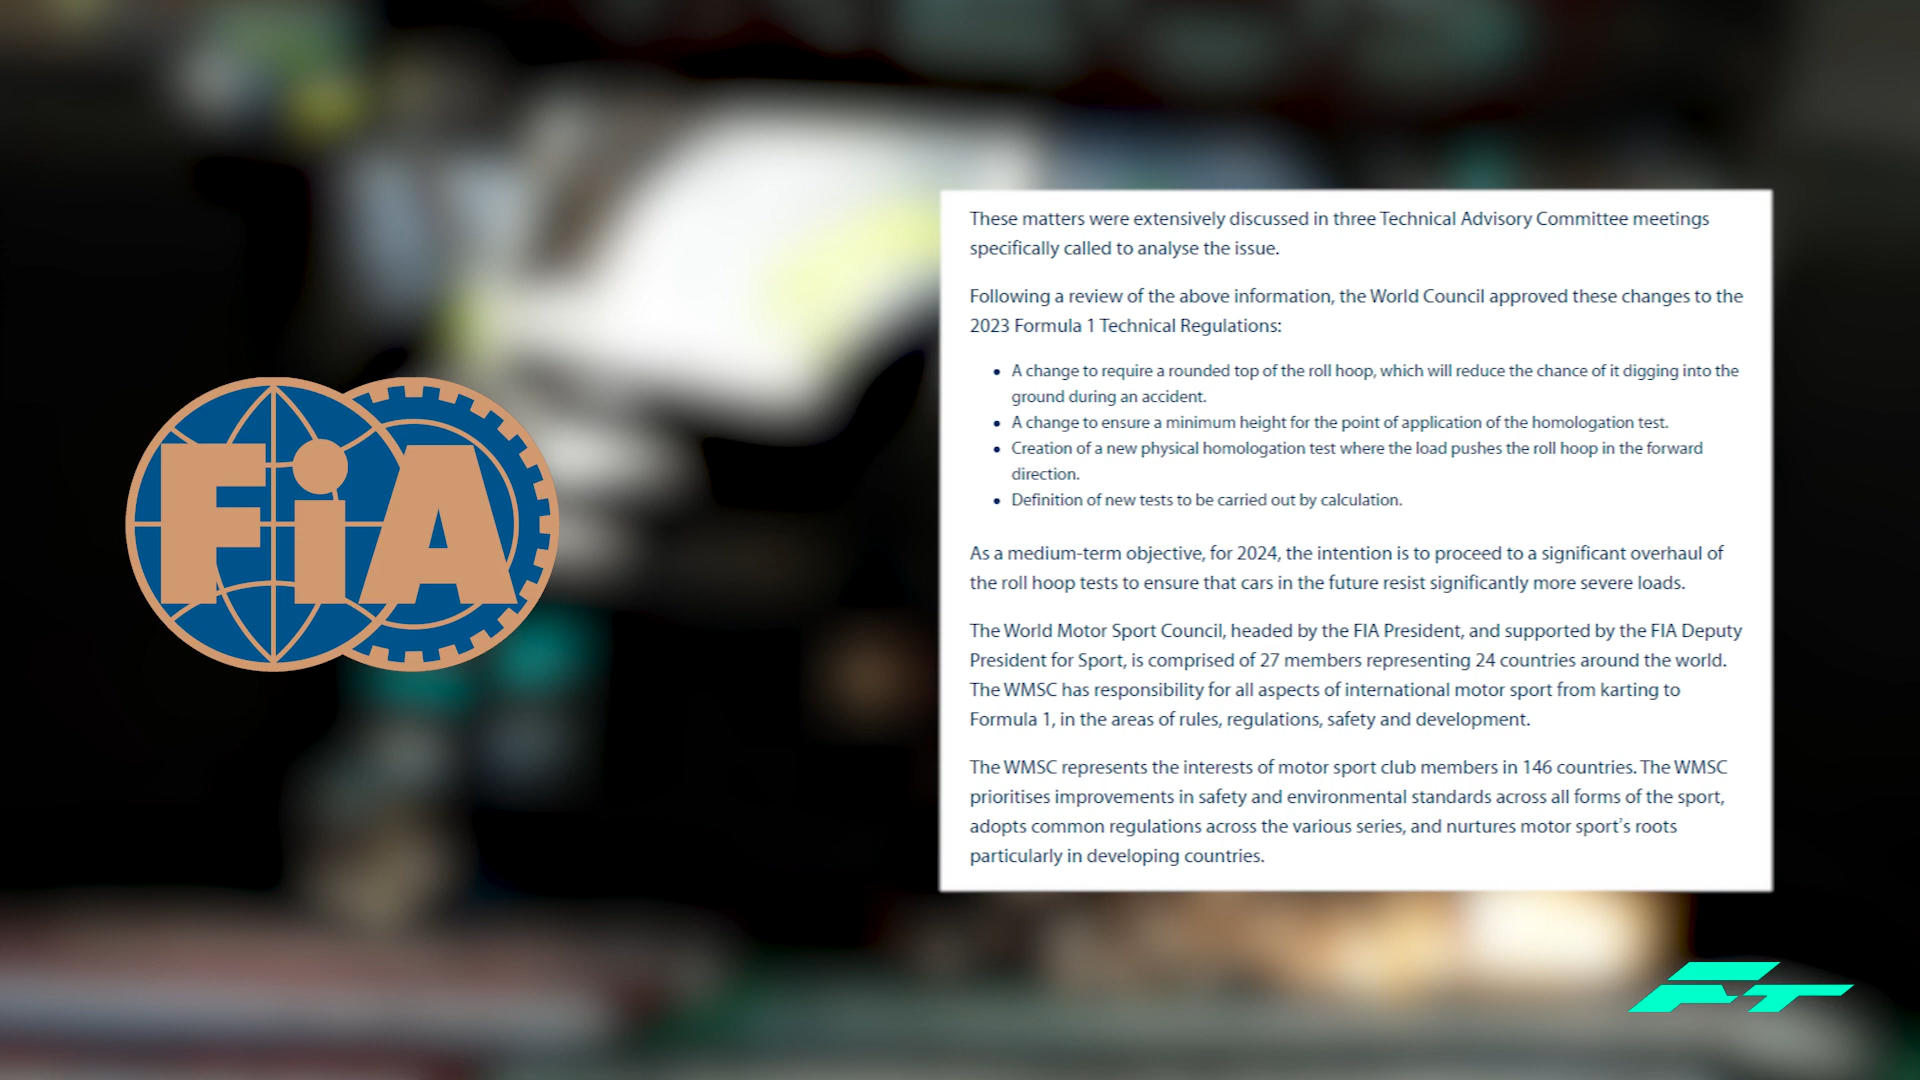 These matters were extensively discussed in three Technical Advisory Committee meetings
specifically called to analyse the issue.
Following a review of the above information, the World Council approved these changes to the
2023 Formula 1 Technical Regulations:
• A change to require a rounded top of the roll hoop, which will reduce the chance of it digging into the
ground during an accident.
• A change to ensure a minimum height for the point of application of the homologation test.
• Creation of a new physical homologation test where the load pushes the roll hoop in the forward
direction.
• Definition of new tests to be carried out by calculation.
As a medium-term objective, for 2024, the intention is to proceed to a significant overhaul of
the roll hoop tests to ensure that cars in the future resist significantly more severe loads.
The World Motor Sport Council, headed by the FIA President, and supported by the FIA Deputy
President for Sport, is comprised of 27 members representing 24 countries around the world.
The WMSC has responsibility for all aspects of international motor sport from karting to
Formula 1, in the areas of rules, regulations, safety and development.
The WMSC represents the interests of motor sport club members in 146 countries. The WMSC
prioritises improvements in safety and environmental standards across all forms of the sport,
adopts common regulations across the various series, and nurtures motor sport's roots
particularly in developing countries.
FiA
FT